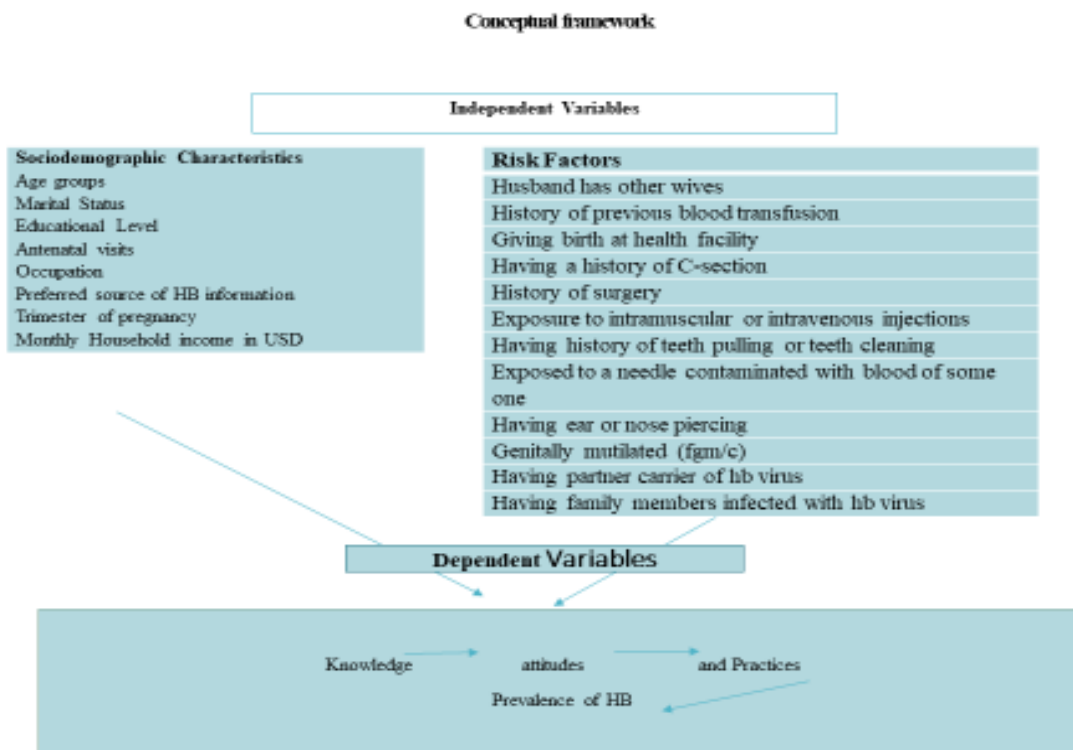 Conceptual framework
Independent Variables
Sociodemographic Characteristics
Age groups
Marital Status
Educational Level
Antenatal visits
Occupation
Preferred source of HB information
Trimester of pregnancy
Monthly Household income in USD
Risk Factors
Husband has other wives
History of previous blood transfusion
Giving birth at health facility
Having a history of C-section
History of surgery
Exposure to intramuscular or intravenous injections
Having history of teeth pulling or teeth cleaning
Exposed to a needle contaminated with blood of some
one
Having ear or nose piercing
Genitally mutilated (fgm/c)
Having partner carrier of hb virus
Having family members infected with hb virus
Dependent Variables
Knowledge attitudes and Practices
Prevalence of HB